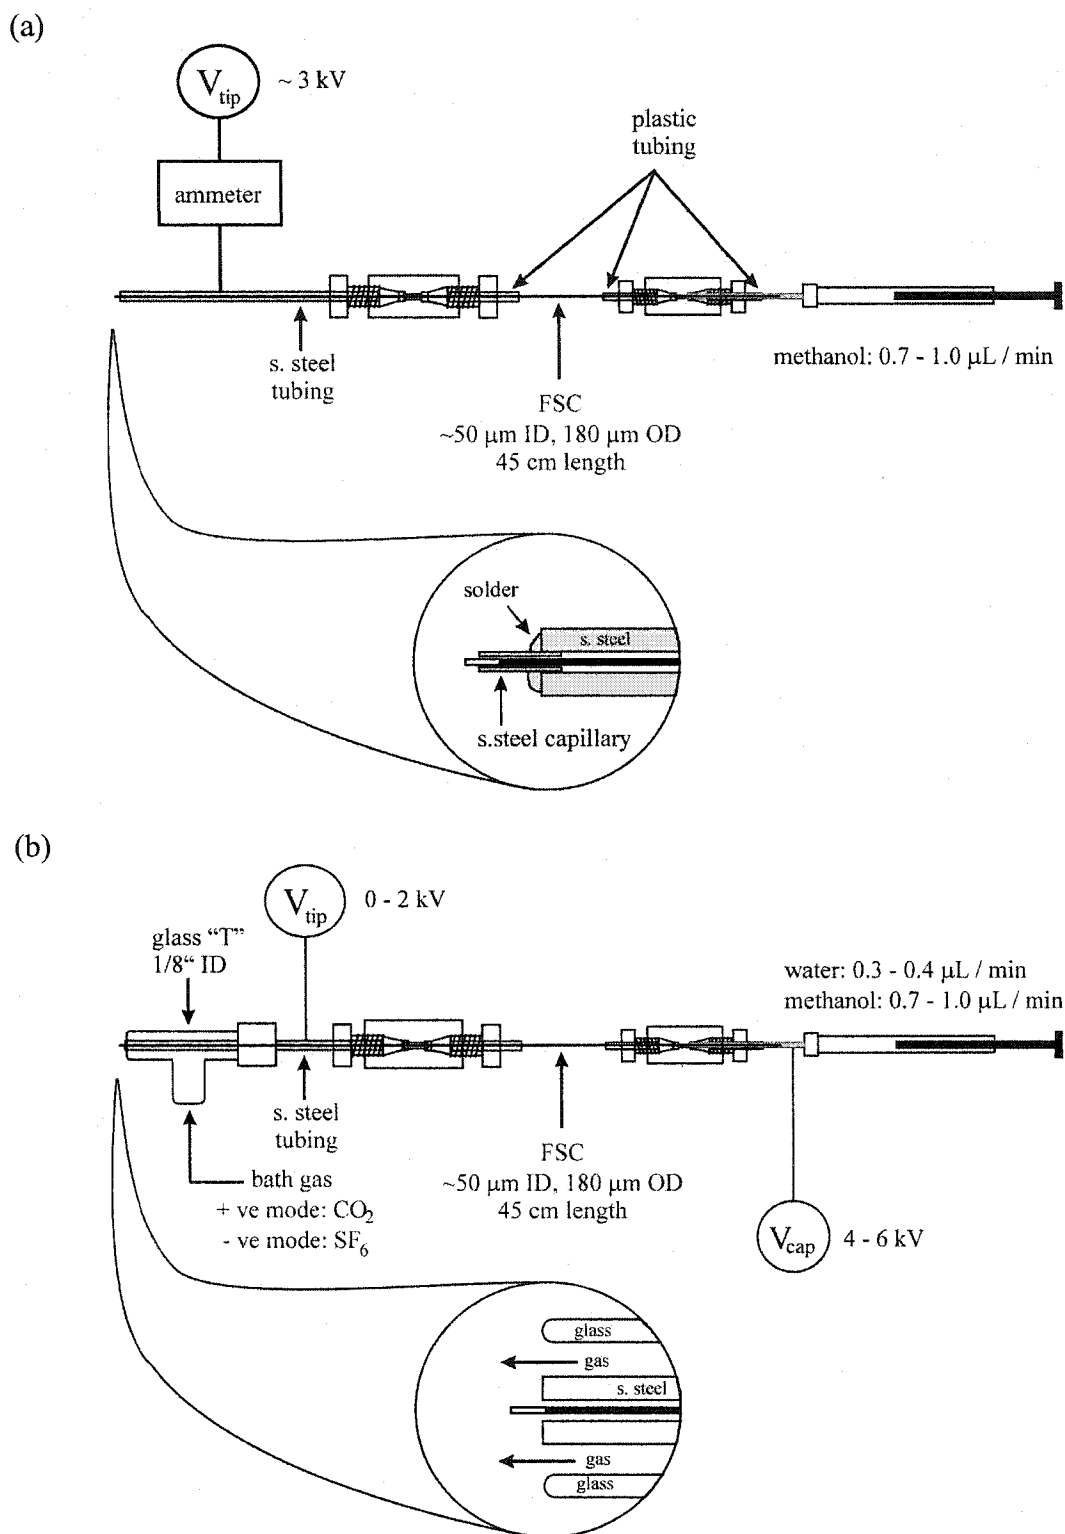 (a)
V_tip
~ 3 kV
ammeter
plastic
tubing
s. steel
tubing
methanol: 0.7 - 1.0 µL / min
FSC
~50 µm ID, 180 µm OD
45 cm length
solder
s. steel
s.steel capillary
(b)
V_tip
0 - 2 kV
glass “T”
1/8“ ID
water: 0.3 - 0.4 µL / min
methanol: 0.7 - 1.0 µL / min
s. steel
tubing
bath gas
+ ve mode: CO₂
- ve mode: SF₆
FSC
~50 µm ID, 180 µm OD
45 cm length
V_cap
4 - 6 kV
glass
gas
s. steel
gas
glass